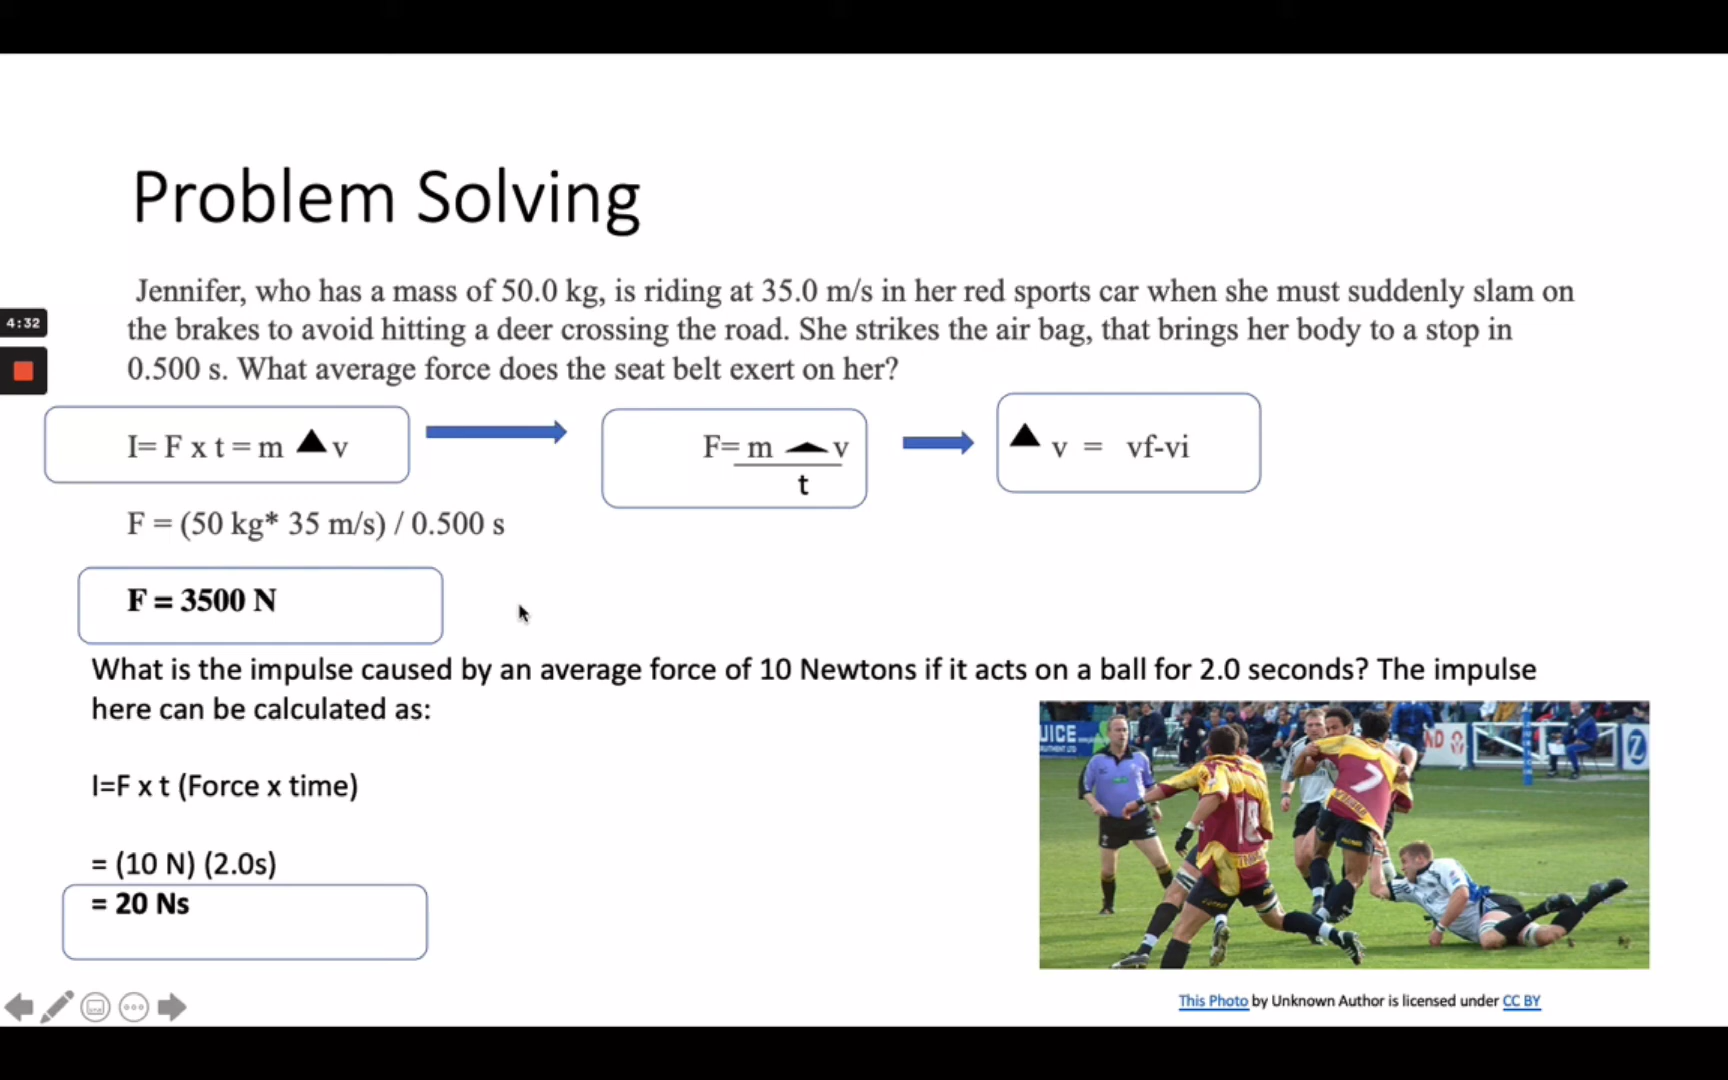 Problem Solving
Jennifer, who has a mass of 50.0 kg, is riding at 35.0 m/s in her red sports car when she must suddenly slam on
the brakes to avoid hitting a deer crossing the road. She strikes the air bag, that brings her body to a stop in
0.500 s. What average force does the seat belt exert on her?
4:32
I= F x t = m ▲ v
F= m ▲ v
t
▲ v = vf-vi
F = (50 kg* 35 m/s) / 0.500 s
F = 3500 N
What is the impulse caused by an average force of 10 Newtons if it acts on a ball for 2.0 seconds? The impulse
here can be calculated as:
I=F x t (Force x time)
= (10 N) (2.0s)
= 20 Ns
UICE
ND
Z
7
18
This Photo by Unknown Author is licensed under CC BY